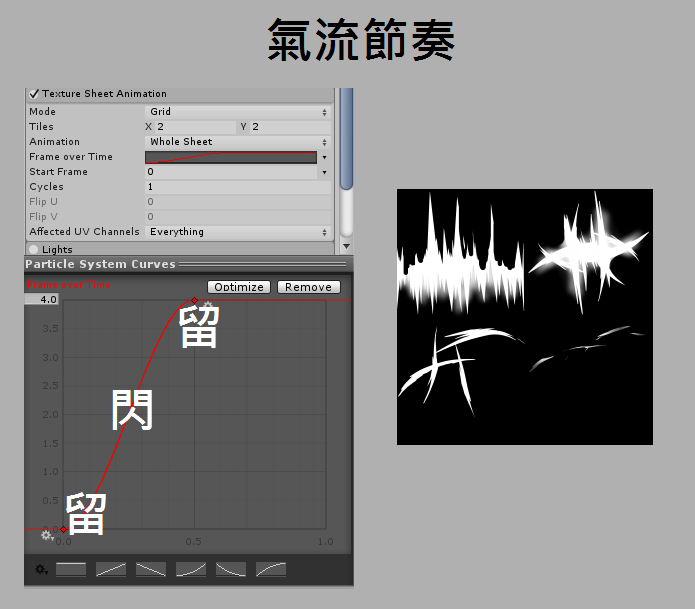 氣流節奏
Texture Sheet Animation
Mode Grid
Tiles X 2 Y 2
Animation Whole Sheet
Frame over Time
Start Frame 0
Cycles 1
Flip U 0
Flip V 0
Affected UV Channels Everything
Lights
Particle System Curves
Optimize Remove
4.0
留
3.5
3.0
2.5
閃
2.0
1.5
1.0
0.5
留
0.0
0.0 0.5 1.0